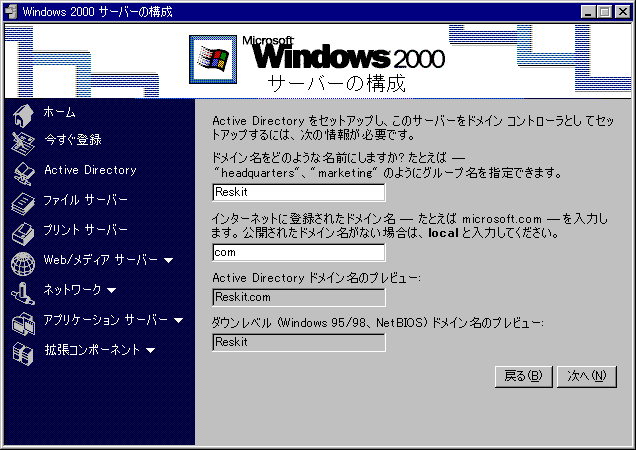 Windows 2000 サーバーの構成
Microsoft
Windows 2000
サーバーの構成
ホーム
今すぐ登録
Active Directory
ファイル サーバー
プリント サーバー
Web/メディア サーバー
ネットワーク
アプリケーション サーバー
拡張コンポーネント
Active Directory をセットアップし、このサーバーをドメイン コントローラとしてセッ
トアップするには、次の情報が必要です。
ドメイン名をどのような名前にしますか? たとえば —
"headquarters"、"marketing" のようにグループ名を指定できます。
Reskit
インターネットに登録されたドメイン名 — たとえば microsoft.com — を入力し
ます。公開されたドメイン名がない場合は、local と入力してください。
com
Active Directory ドメイン名のプレビュー:
Reskit.com
ダウンレベル (Windows 95/98、NetBIOS) ドメイン名のプレビュー:
Reskit
戻る(B)
次へ(N)